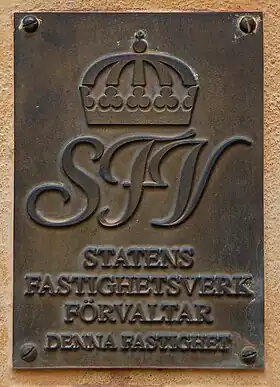 SFV
STATENS
FASTIGHETSVERK
FÖRVALTAR
DENNA FASTIGHET